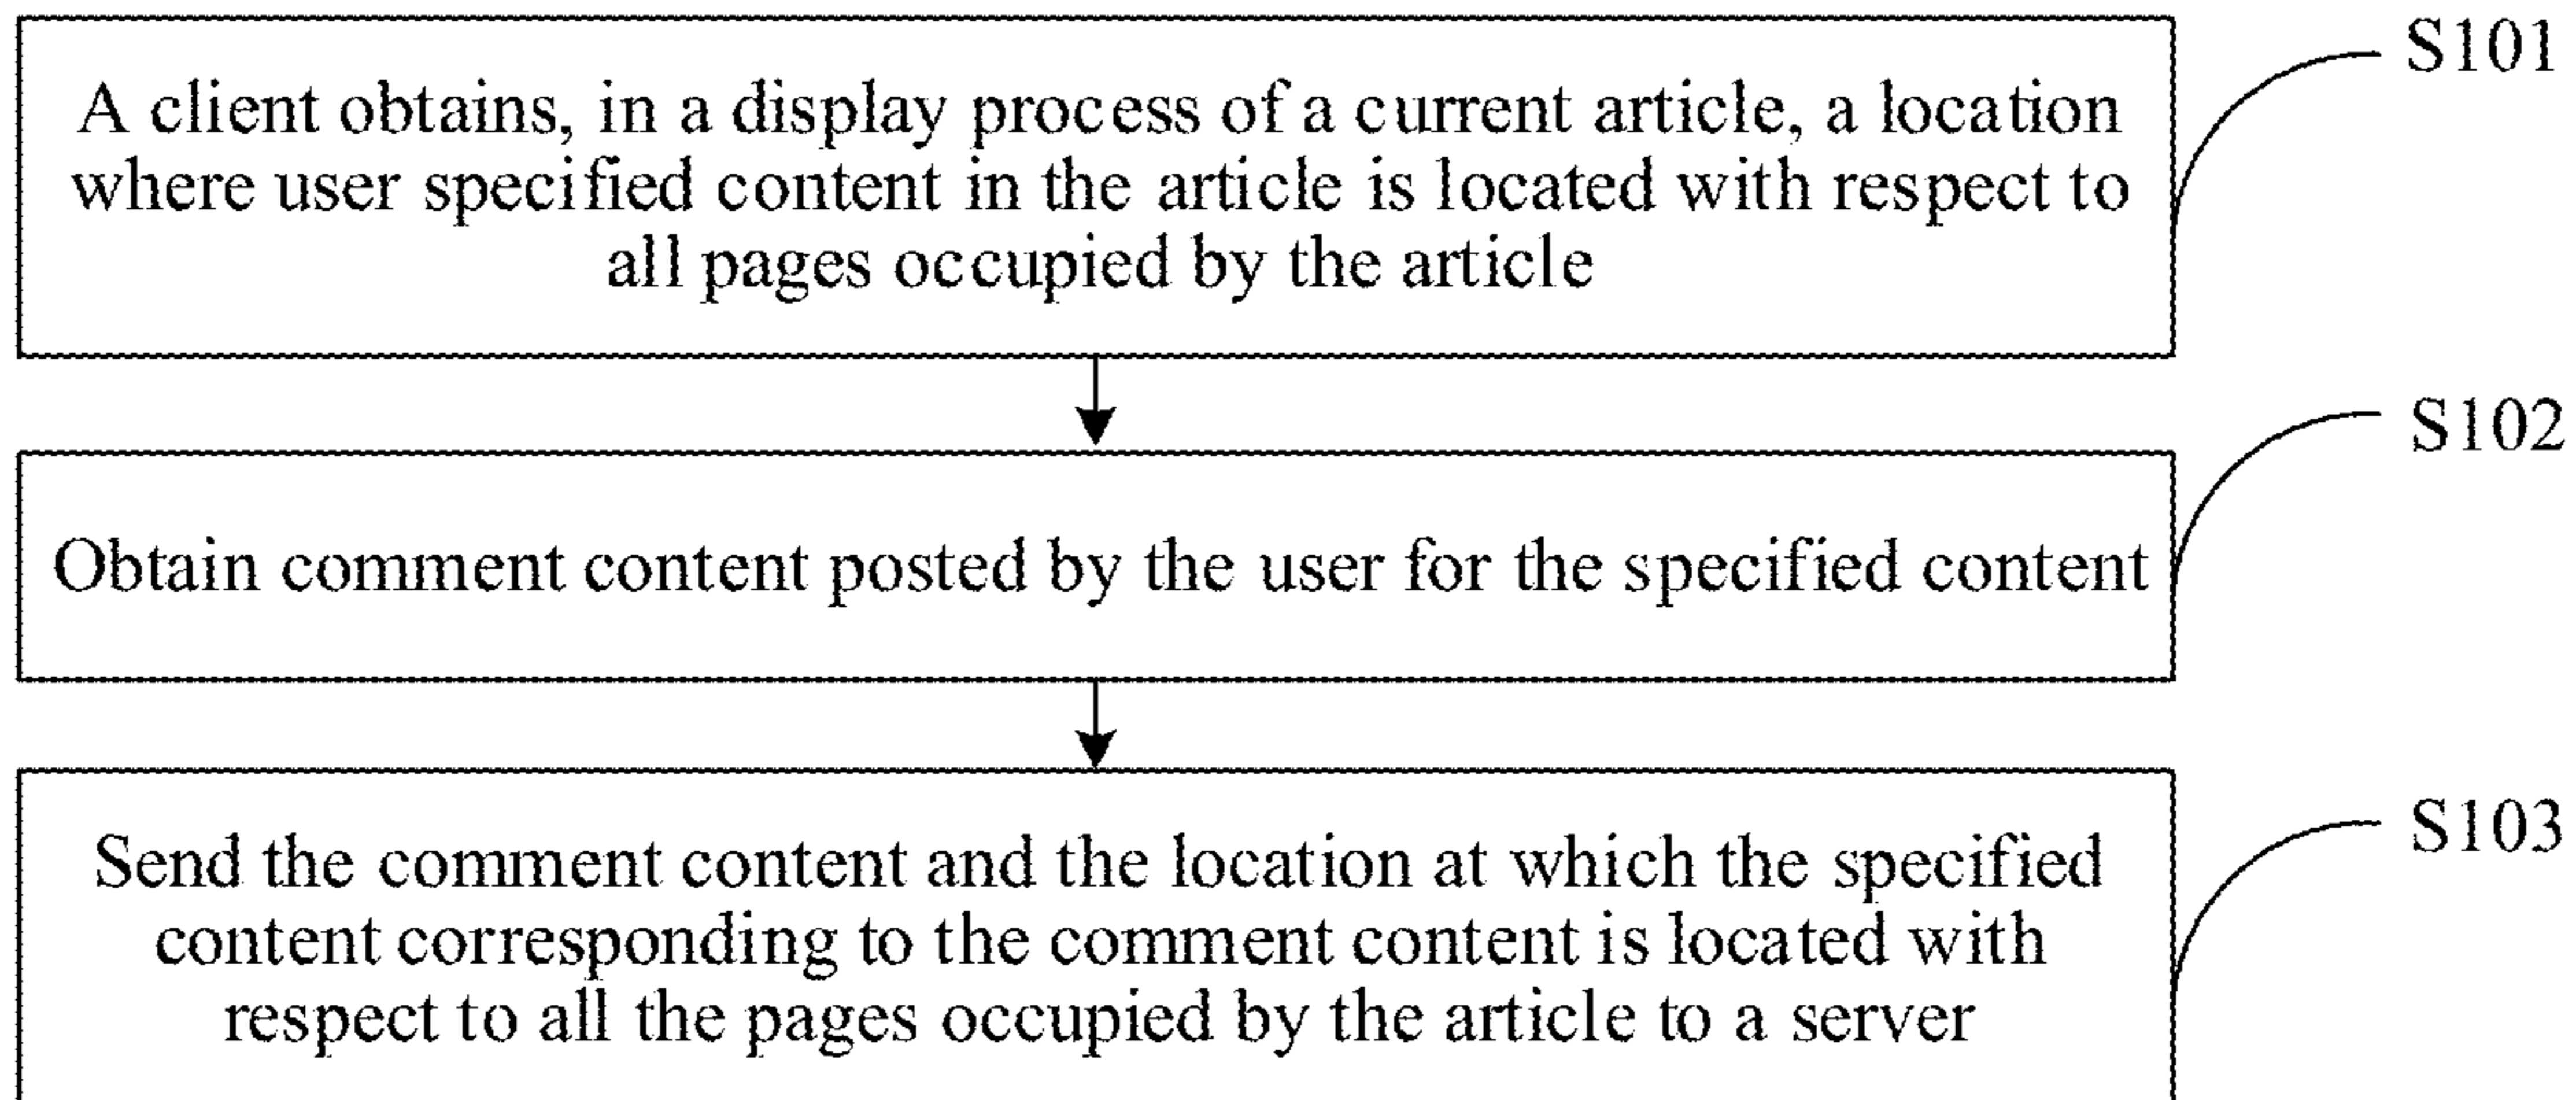 A client obtains, in a display process of a current article, a location
where user specified content in the article is located with respect to
all pages occupied by the article
S101
Obtain comment content posted by the user for the specified content
S102
Send the comment content and the location at which the specified
content corresponding to the comment content is located with
respect to all the pages occupied by the article to a server
S103